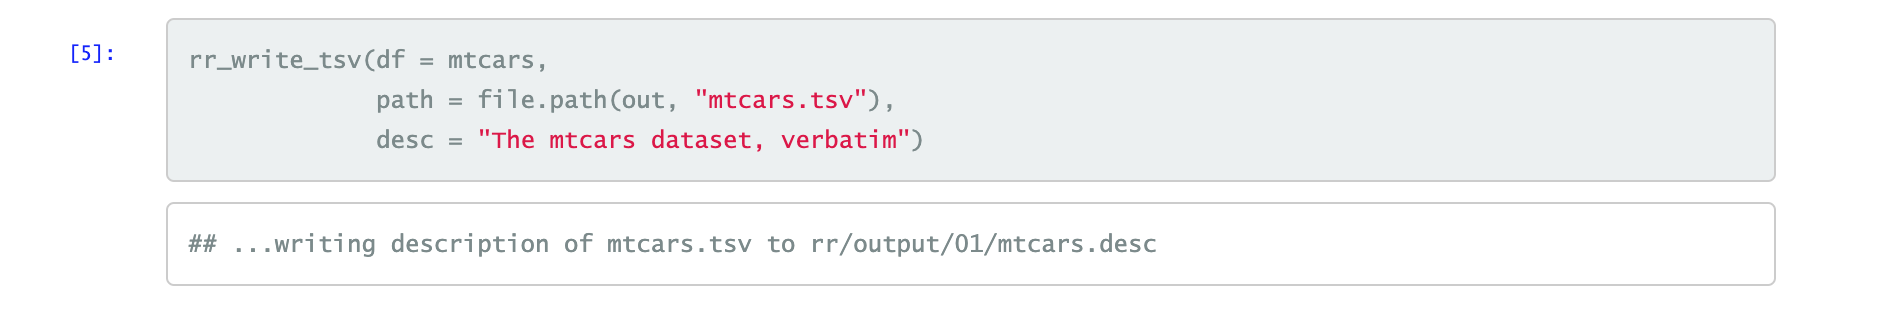 [5]:
rr_write_tsv(df = mtcars,
             path = file.path(out, "mtcars.tsv"),
             desc = "The mtcars dataset, verbatim")
## ...writing description of mtcars.tsv to rr/output/01/mtcars.desc